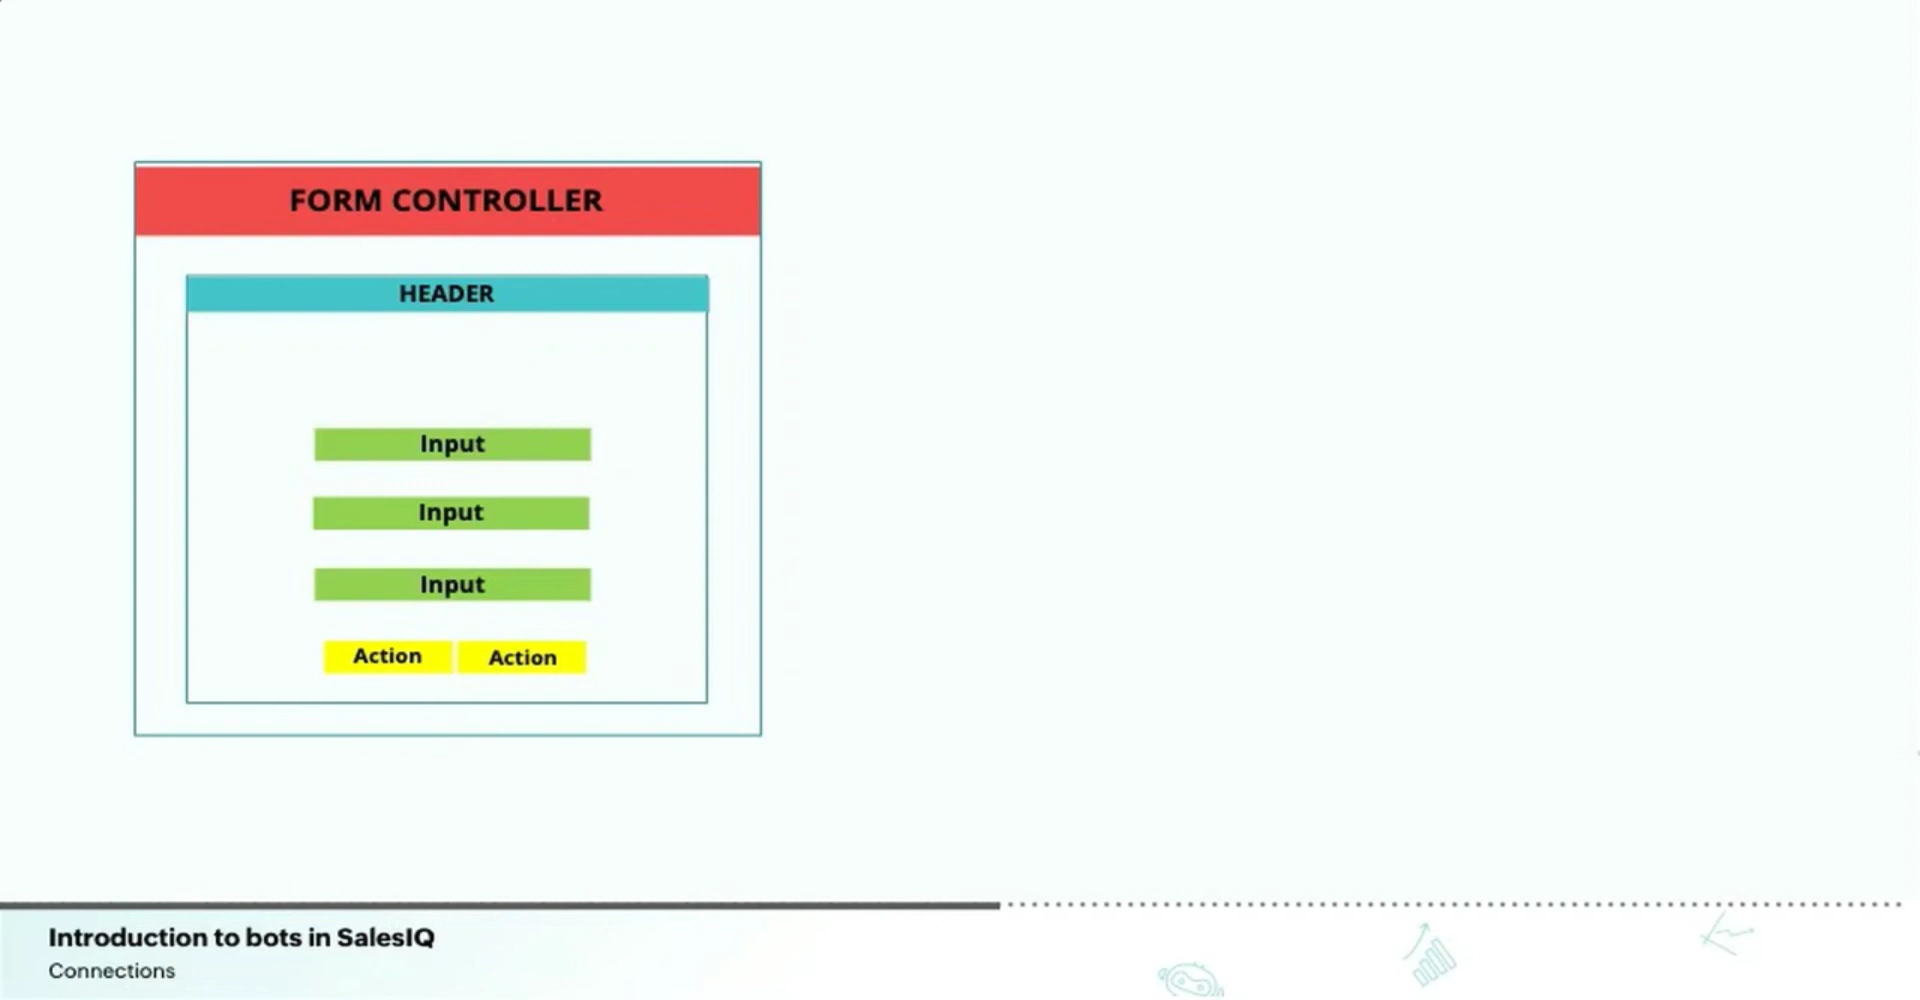 FORM CONTROLLER
HEADER
Input
Input
Input
Action Action
Introduction to bots in SalesIQ
Connections